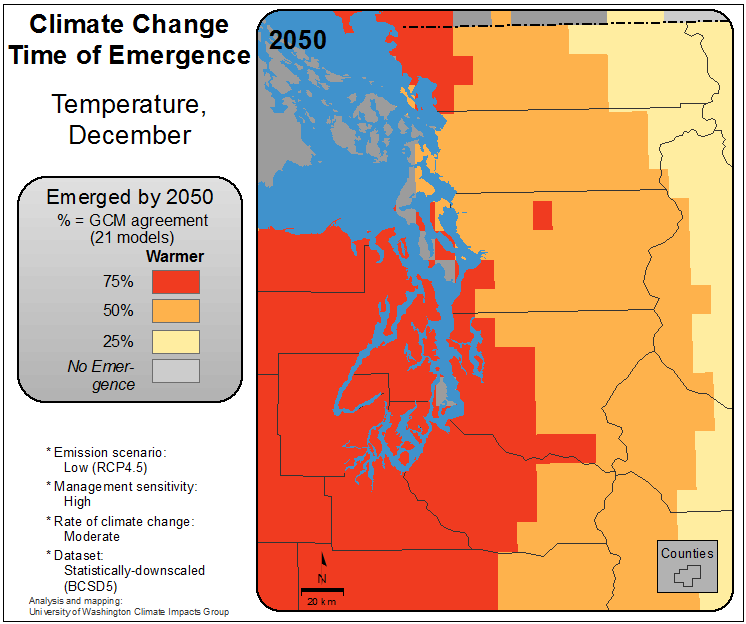 Climate Change
Time of Emergence
Temperature,
December
Emerged by 2050
% = GCM agreement
(21 models)
Warmer
75%
50%
25%
No Emer-
gence
* Emission scenario:
Low (RCP4.5)
* Management sensitivity:
High
* Rate of climate change:
Moderate
* Dataset:
Statistically-downscaled
(BCSD5)
Analysis and mapping:
University of Washington Climate Impacts Group
2050
N
20 km
Counties